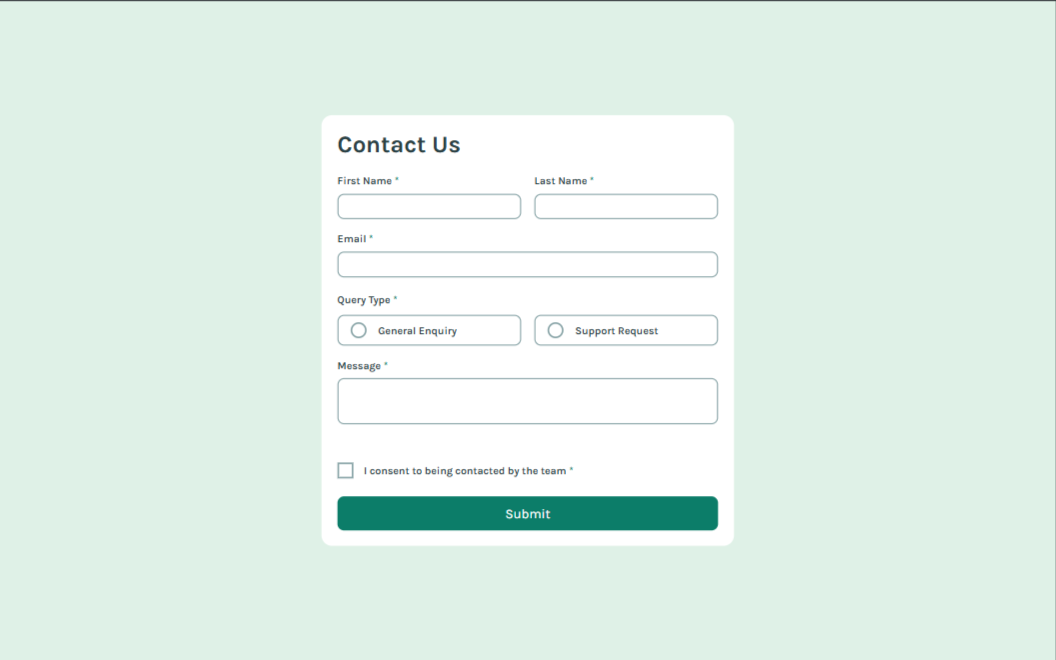 Contact Us
First Name * Last Name *
Email *
Query Type *
General Enquiry Support Request
Message *
I consent to being contacted by the team *
Submit